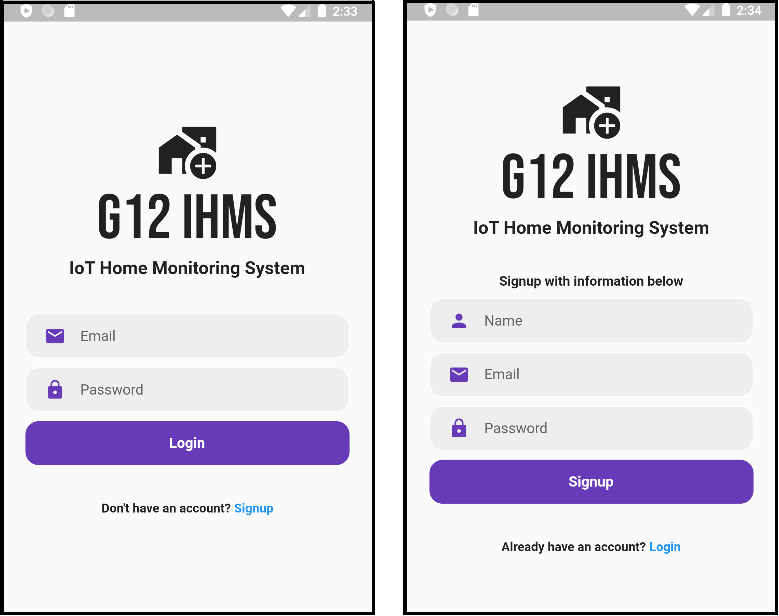 2:33
G12 IHMS
IoT Home Monitoring System
Email
Password
Login
Don't have an account? Signup
2:34
G12 IHMS
IoT Home Monitoring System
Signup with information below
Name
Email
Password
Signup
Already have an account? Login